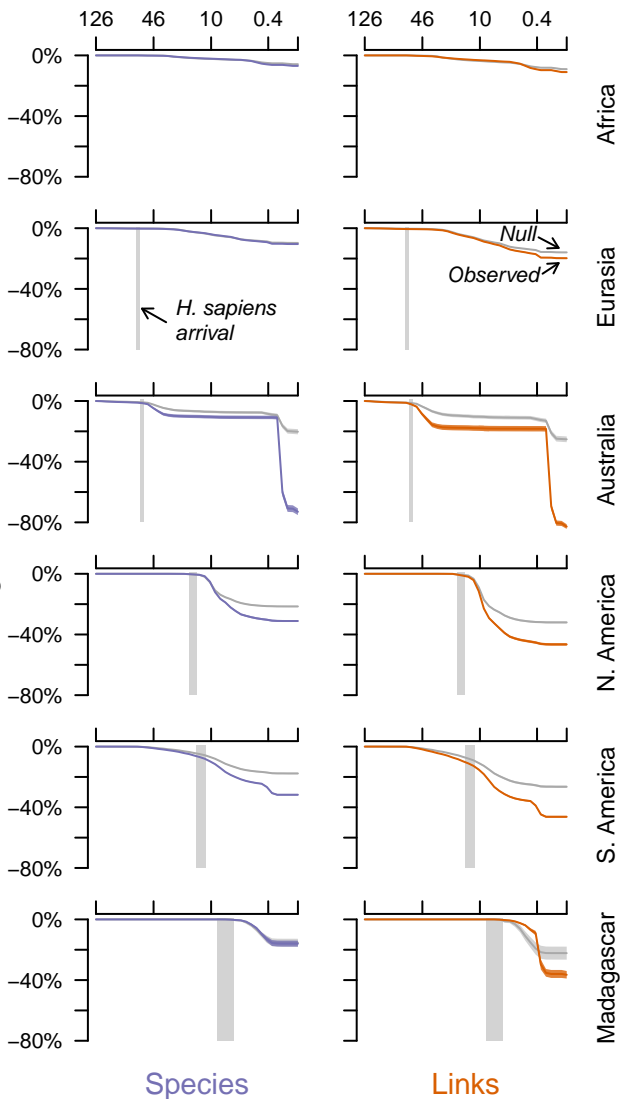 126 46 10 0.4 126 46 10 0.4
0%
−40%
−80%
Africa
0%
−40%
−80%
H. sapiens
arrival
Null
Observed
Eurasia
0%
−40%
−80%
Australia
0%
−40%
−80%
N. America
0%
−40%
−80%
S. America
0%
−40%
−80%
Madagascar
Species Links